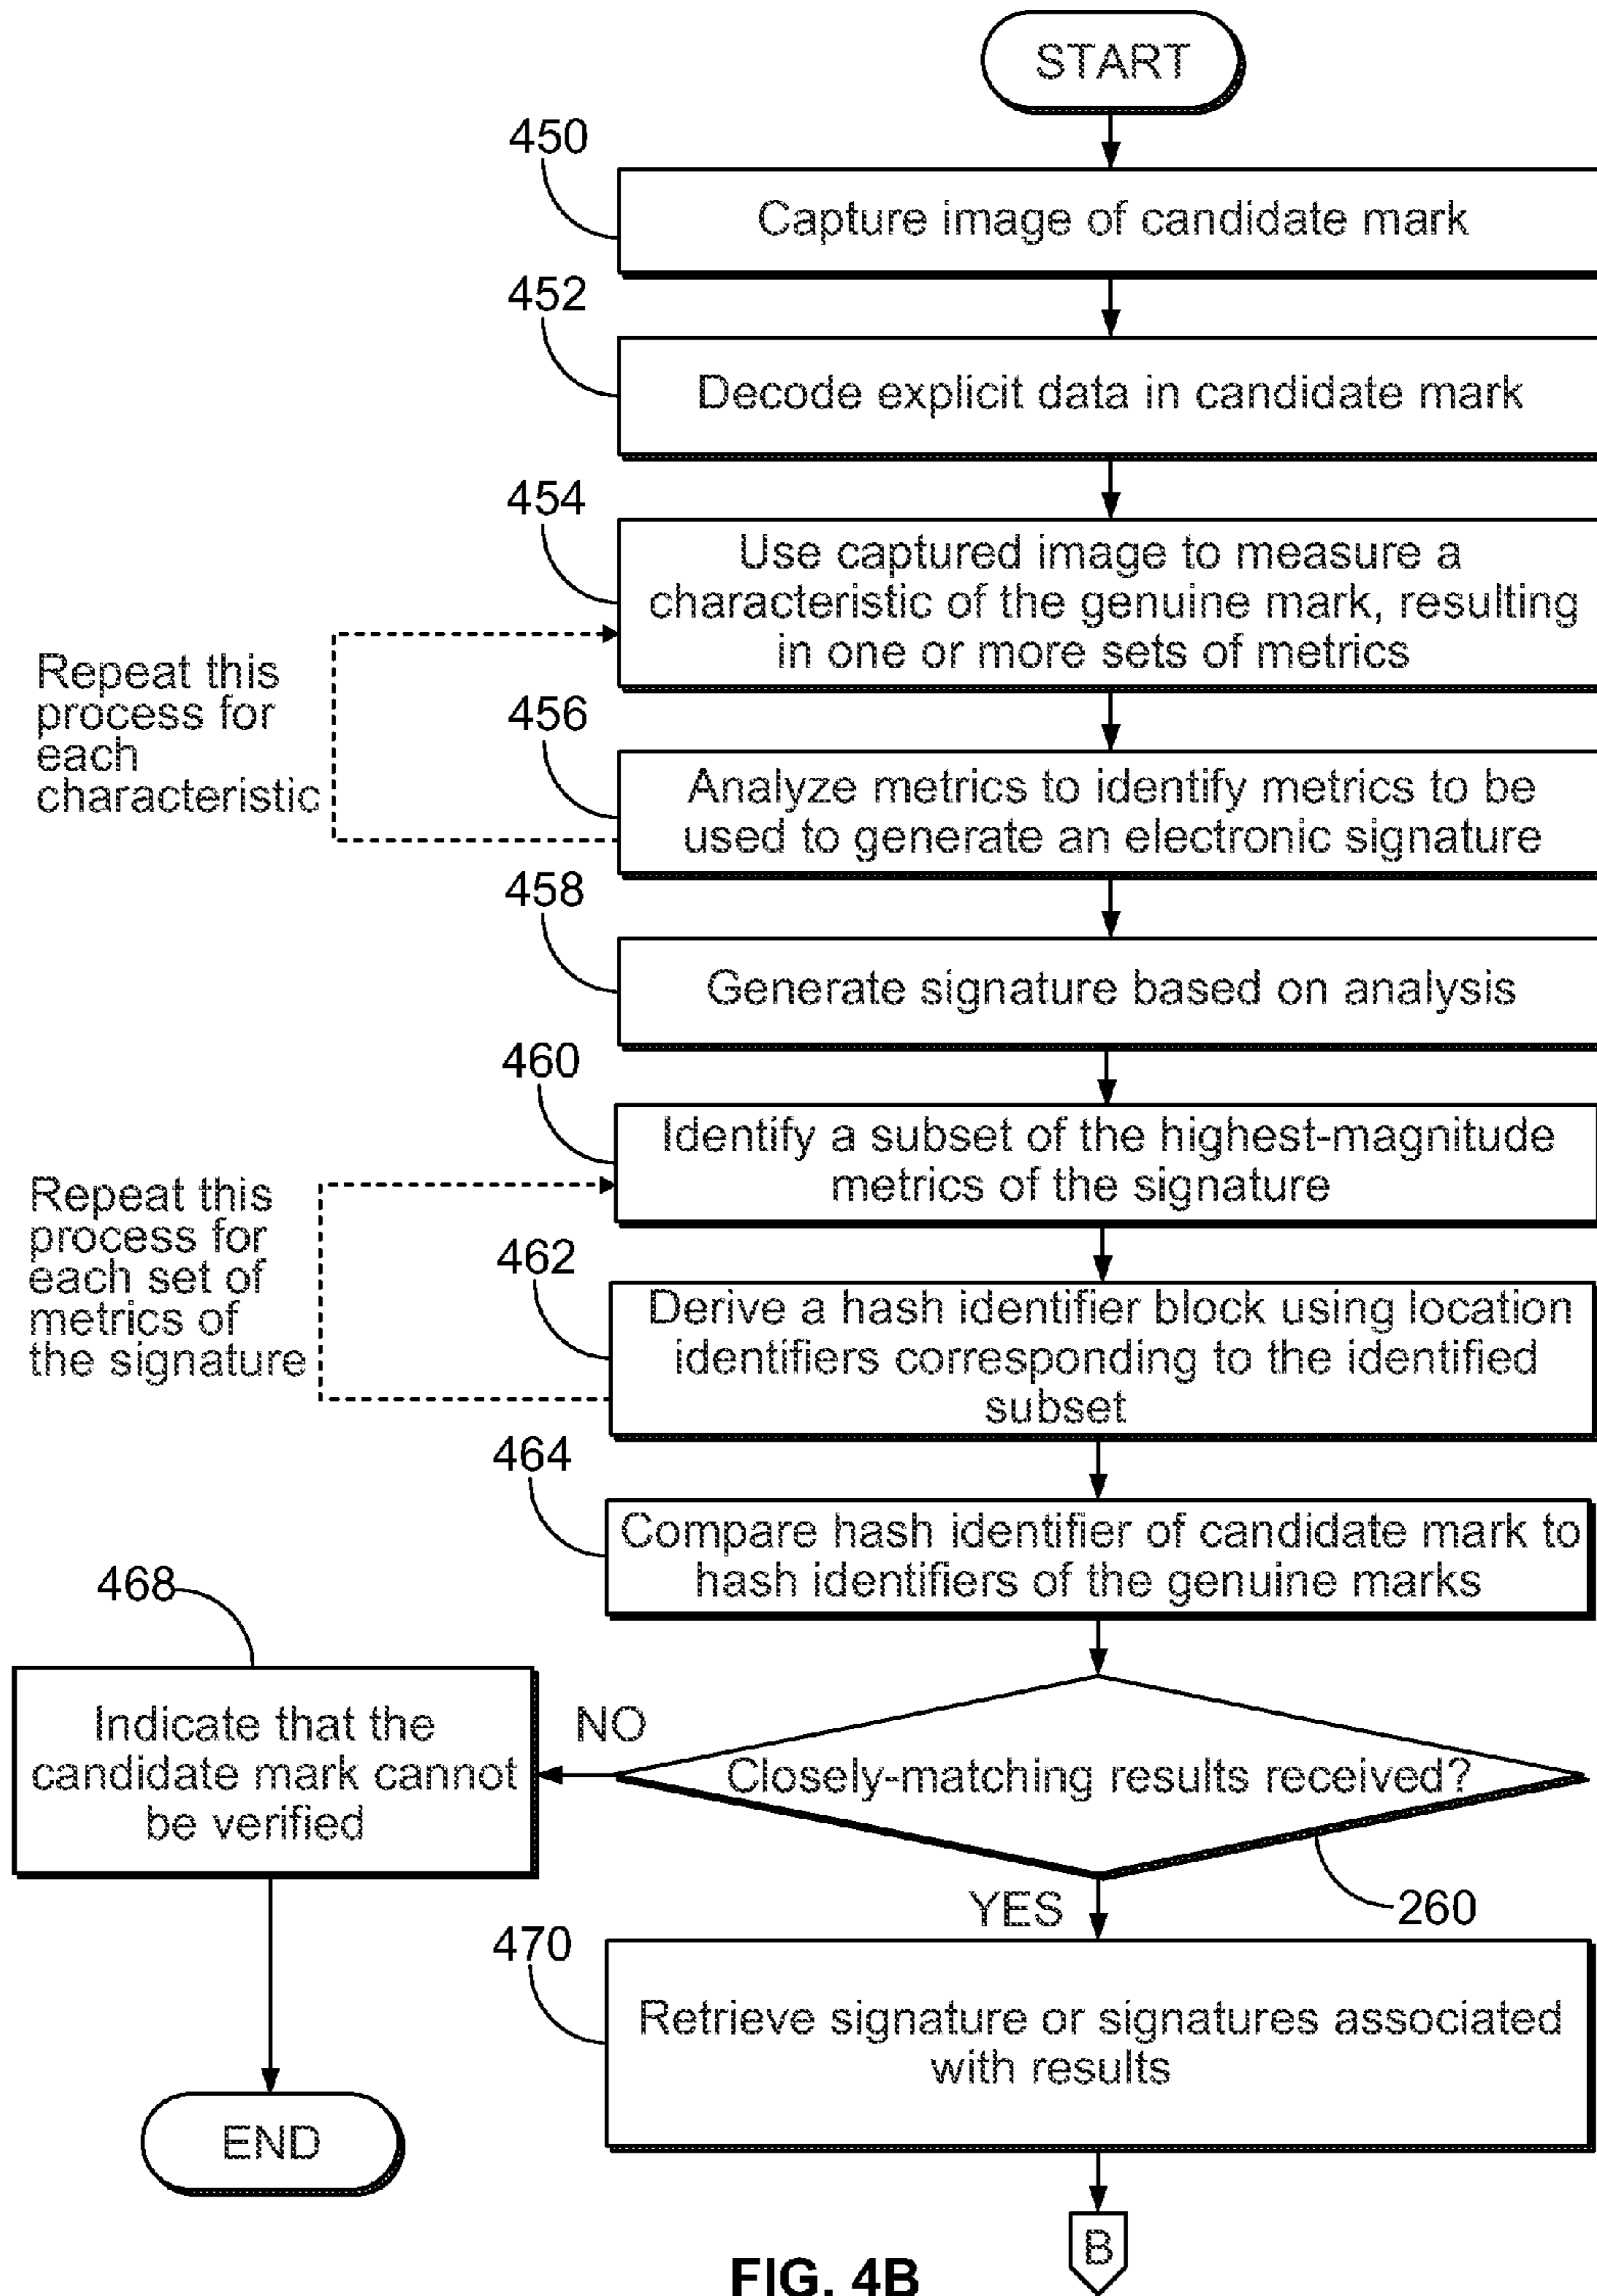 START
450
Capture image of candidate mark
452
Decode explicit data in candidate mark
454
Use captured image to measure a
characteristic of the genuine mark, resulting
in one or more sets of metrics
Repeat this
process for
each
characteristic
456
Analyze metrics to identify metrics to be
used to generate an electronic signature
458
Generate signature based on analysis
460
Identify a subset of the highest-magnitude
metrics of the signature
Repeat this
process for
each set of
metrics of
the signature
462
Derive a hash identifier block using location
identifiers corresponding to the identified
subset
464
Compare hash identifier of candidate mark to
hash identifiers of the genuine marks
468
Indicate that the
candidate mark cannot
be verified
NO
Closely-matching results received?
260
YES
470
Retrieve signature or signatures associated
with results
END
B
FIG. 4B